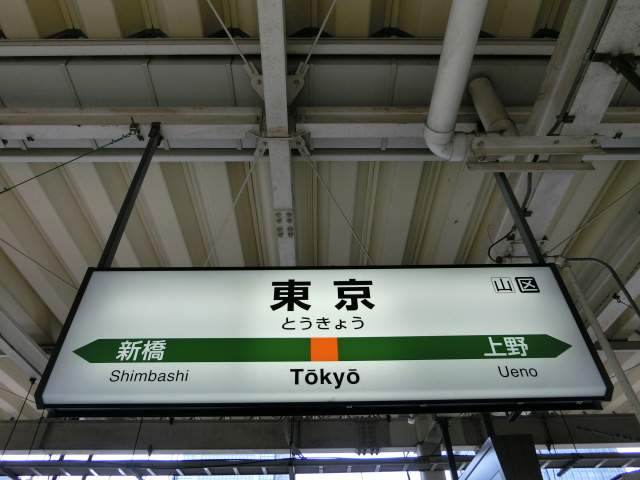 東京
山区
とうきょう
新橋
上野
Shimbashi
Tōkyō
Ueno